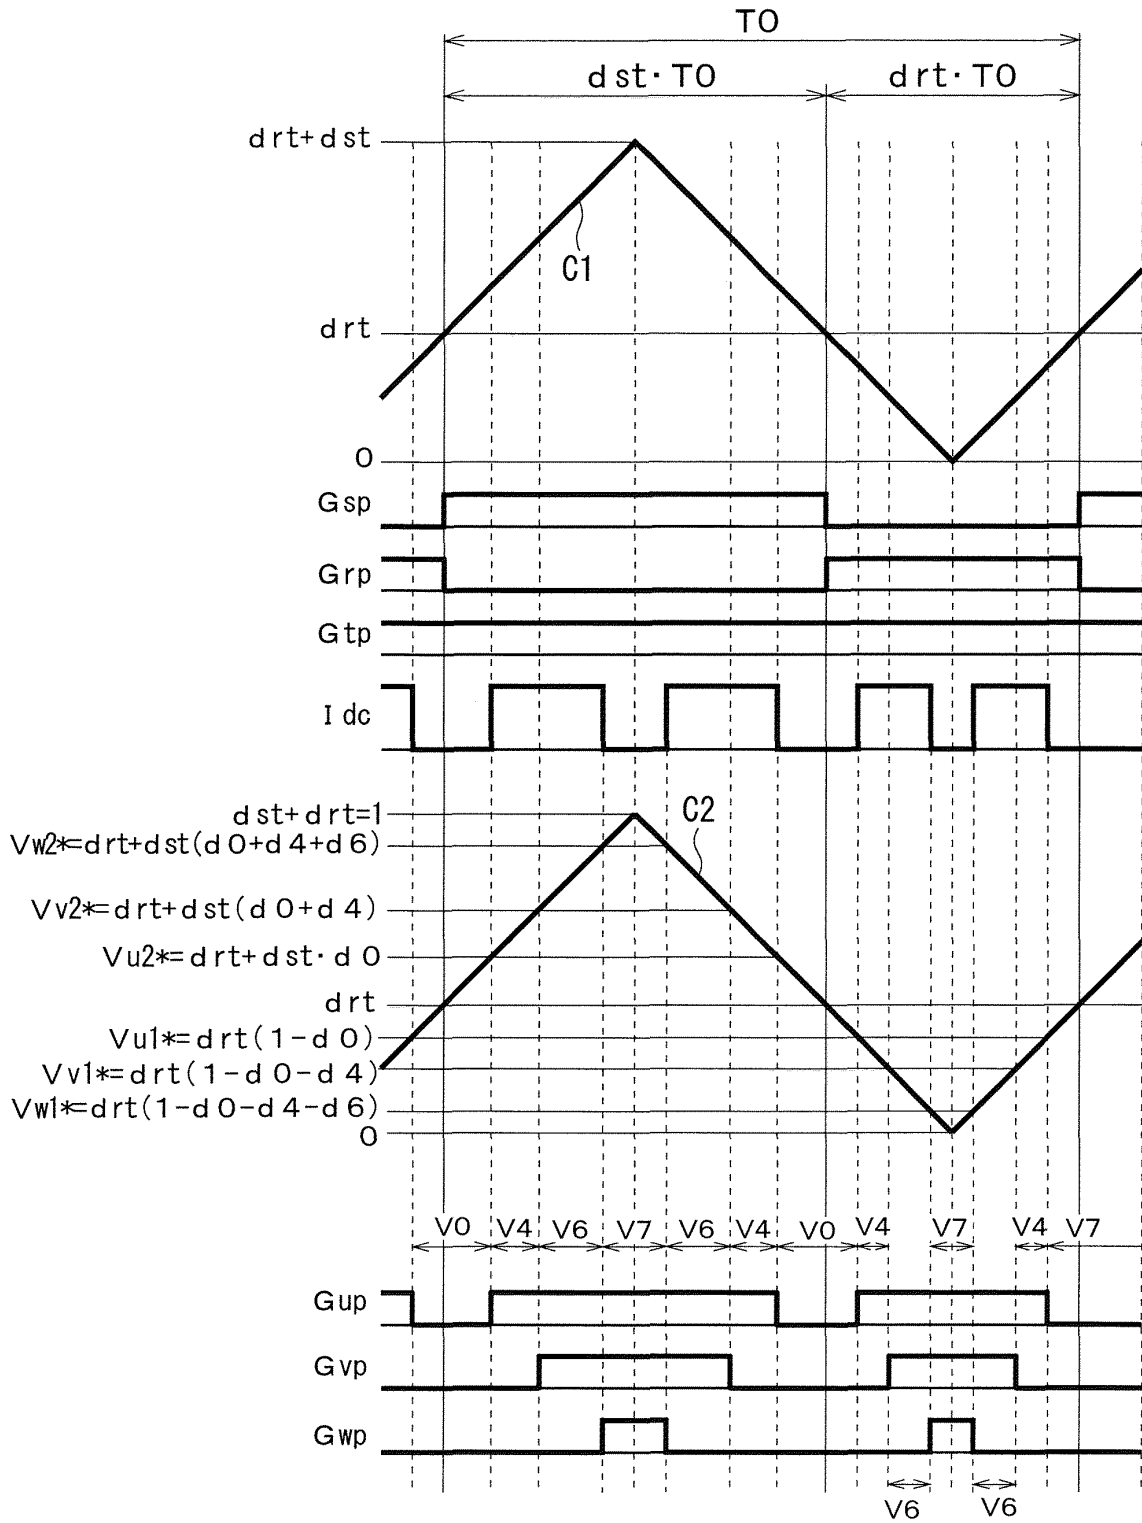 T0
dst·T0 drt·T0
drt+dst
C1
drt
0
Gsp
Grp
Gtp
Idc
dst+drt=1
C2
Vw2*=drt+dst(d0+d4+d6)
Vv2*=drt+dst(d0+d4)
Vu2*=drt+dst·d0
drt
Vu1*=drt(1-d0)
Vv1*=drt(1-d0-d4)
Vw1*=drt(1-d0-d4-d6)
0
V0 V4 V6 V7 V6 V4 V0 V4 V7 V4 V7
Gup
Gvp
Gwp
V6 V6